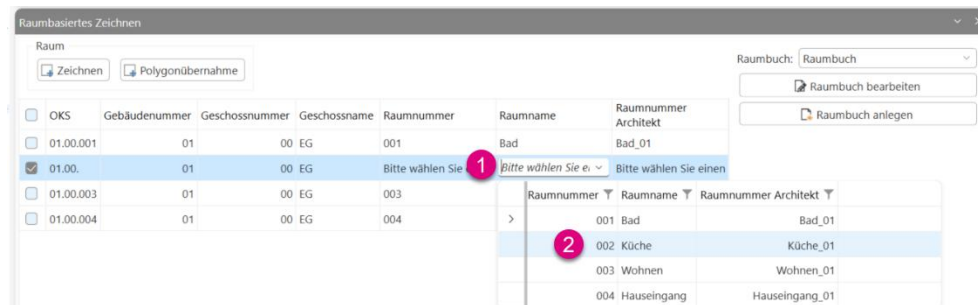 Raumbasiertes Zeichnen
Raum
Zeichnen Polygonübernahme
Raumbuch: Raumbuch
Raumbuch bearbeiten
Raumbuch anlegen
OKS Gebäudenummer Geschossnummer Geschossname Raumnummer Raumname Raumnummer Architekt
01.00.001 01 00 EG 001 Bad Bad_01
01.00. 01 00 EG Bitte wählen Sie 1 Bitte wählen Sie Bitte wählen Sie einen
01.00.003 01 00 EG 003
01.00.004 01 00 EG 004
Raumnummer Raumname Raumnummer Architekt
001 Bad Bad_01
2 002 Küche Küche_01
003 Wohnen Wohnen_01
004 Hauseingang Hauseingang_01